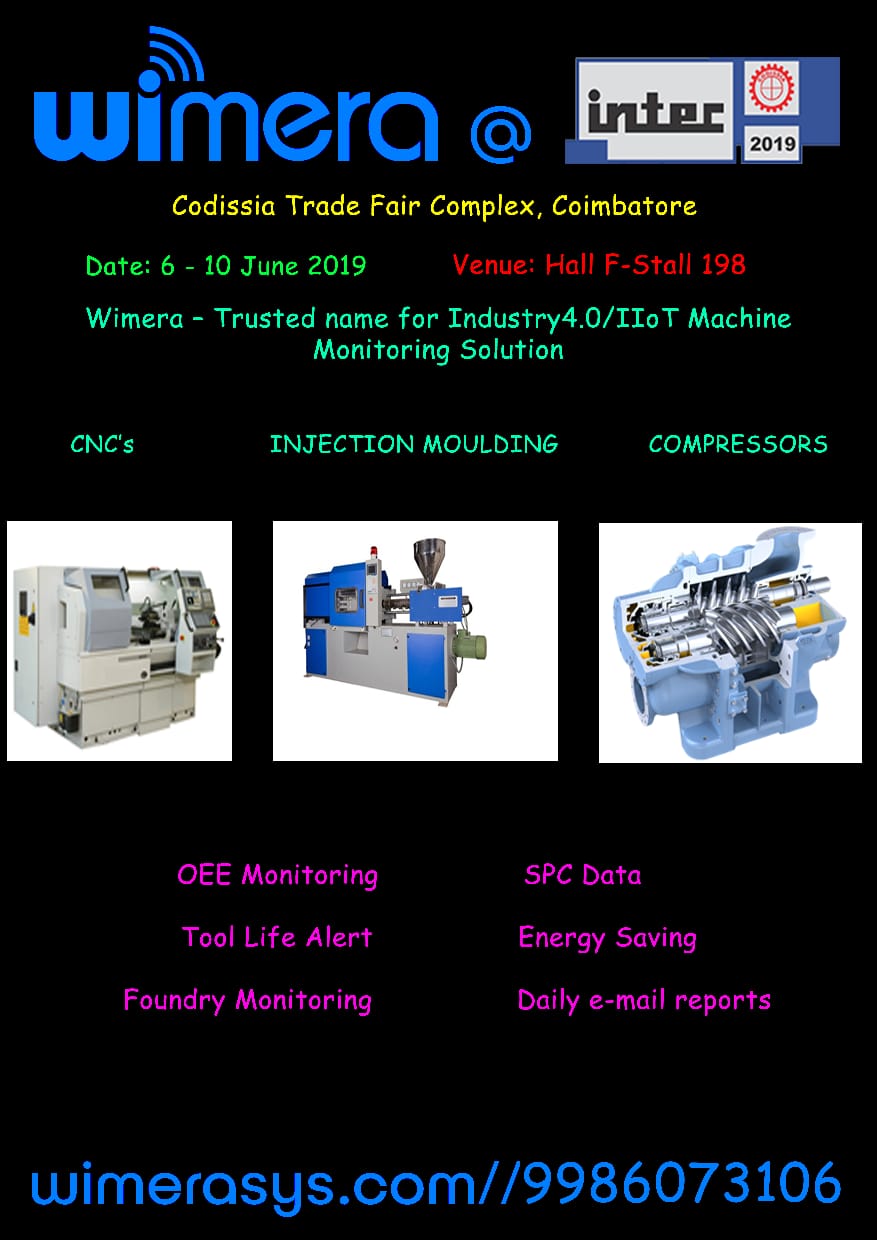 wimera @ intec
2019
Codissia Trade Fair Complex, Coimbatore
Date: 6 - 10 June 2019 Venue: Hall F-Stall 198
Wimera – Trusted name for Industry4.0/IIoT Machine
Monitoring Solution
CNC's INJECTION MOULDING COMPRESSORS
OEE Monitoring SPC Data
Tool Life Alert Energy Saving
Foundry Monitoring Daily e-mail reports
wimerasys.com//9986073106